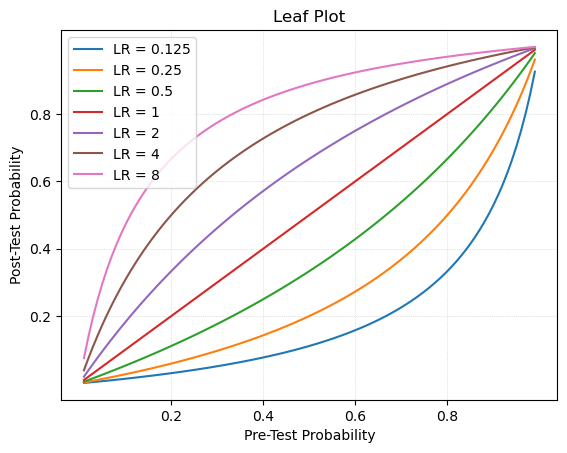 Leaf Plot
LR = 0.125
LR = 0.25
LR = 0.5
LR = 1
LR = 2
LR = 4
LR = 8
0.8
0.6
0.4
0.2
Post-Test Probability
0.2 0.4 0.6 0.8
Pre-Test Probability